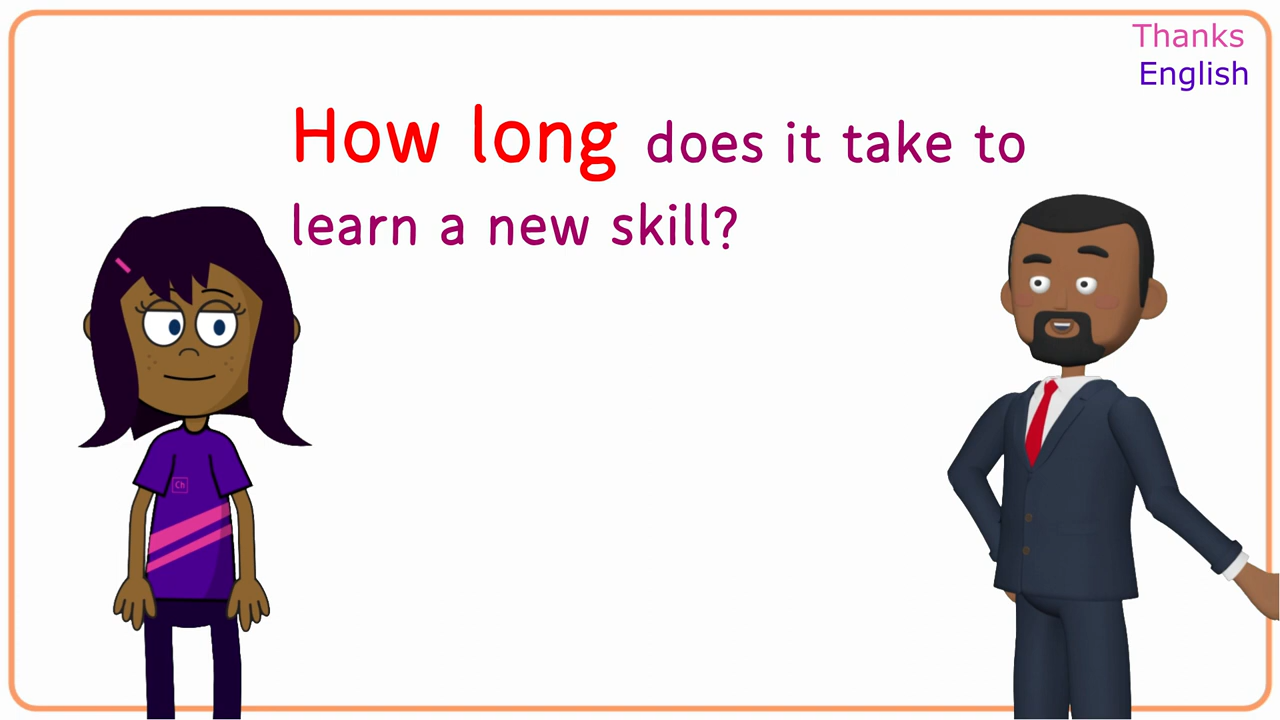 Thanks
English
How long does it take to
learn a new skill?
Ch